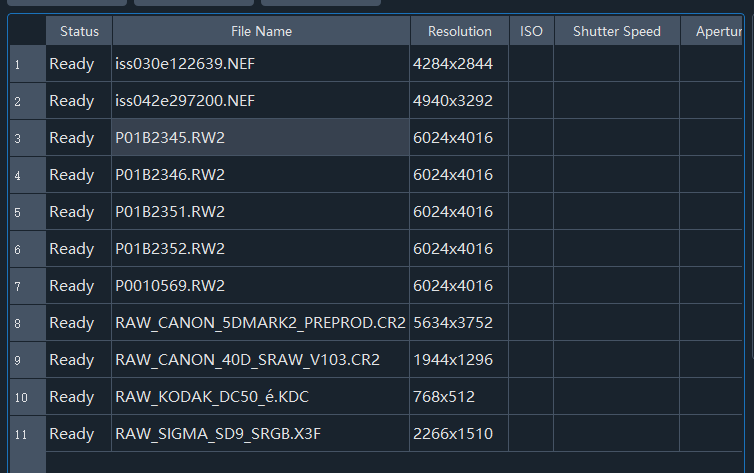 Status File Name Resolution ISO Shutter Speed Apertur
1 Ready iss030e122639.NEF 4284x2844
2 Ready iss042e297200.NEF 4940x3292
3 Ready P01B2345.RW2 6024x4016
4 Ready P01B2346.RW2 6024x4016
5 Ready P01B2351.RW2 6024x4016
6 Ready P01B2352.RW2 6024x4016
7 Ready P0010569.RW2 6024x4016
8 Ready RAW_CANON_5DMARK2_PREPROD.CR2 5634x3752
9 Ready RAW_CANON_40D_SRAW_V103.CR2 1944x1296
10 Ready RAW_KODAK_DC50_é.KDC 768x512
11 Ready RAW_SIGMA_SD9_SRGB.X3F 2266x1510